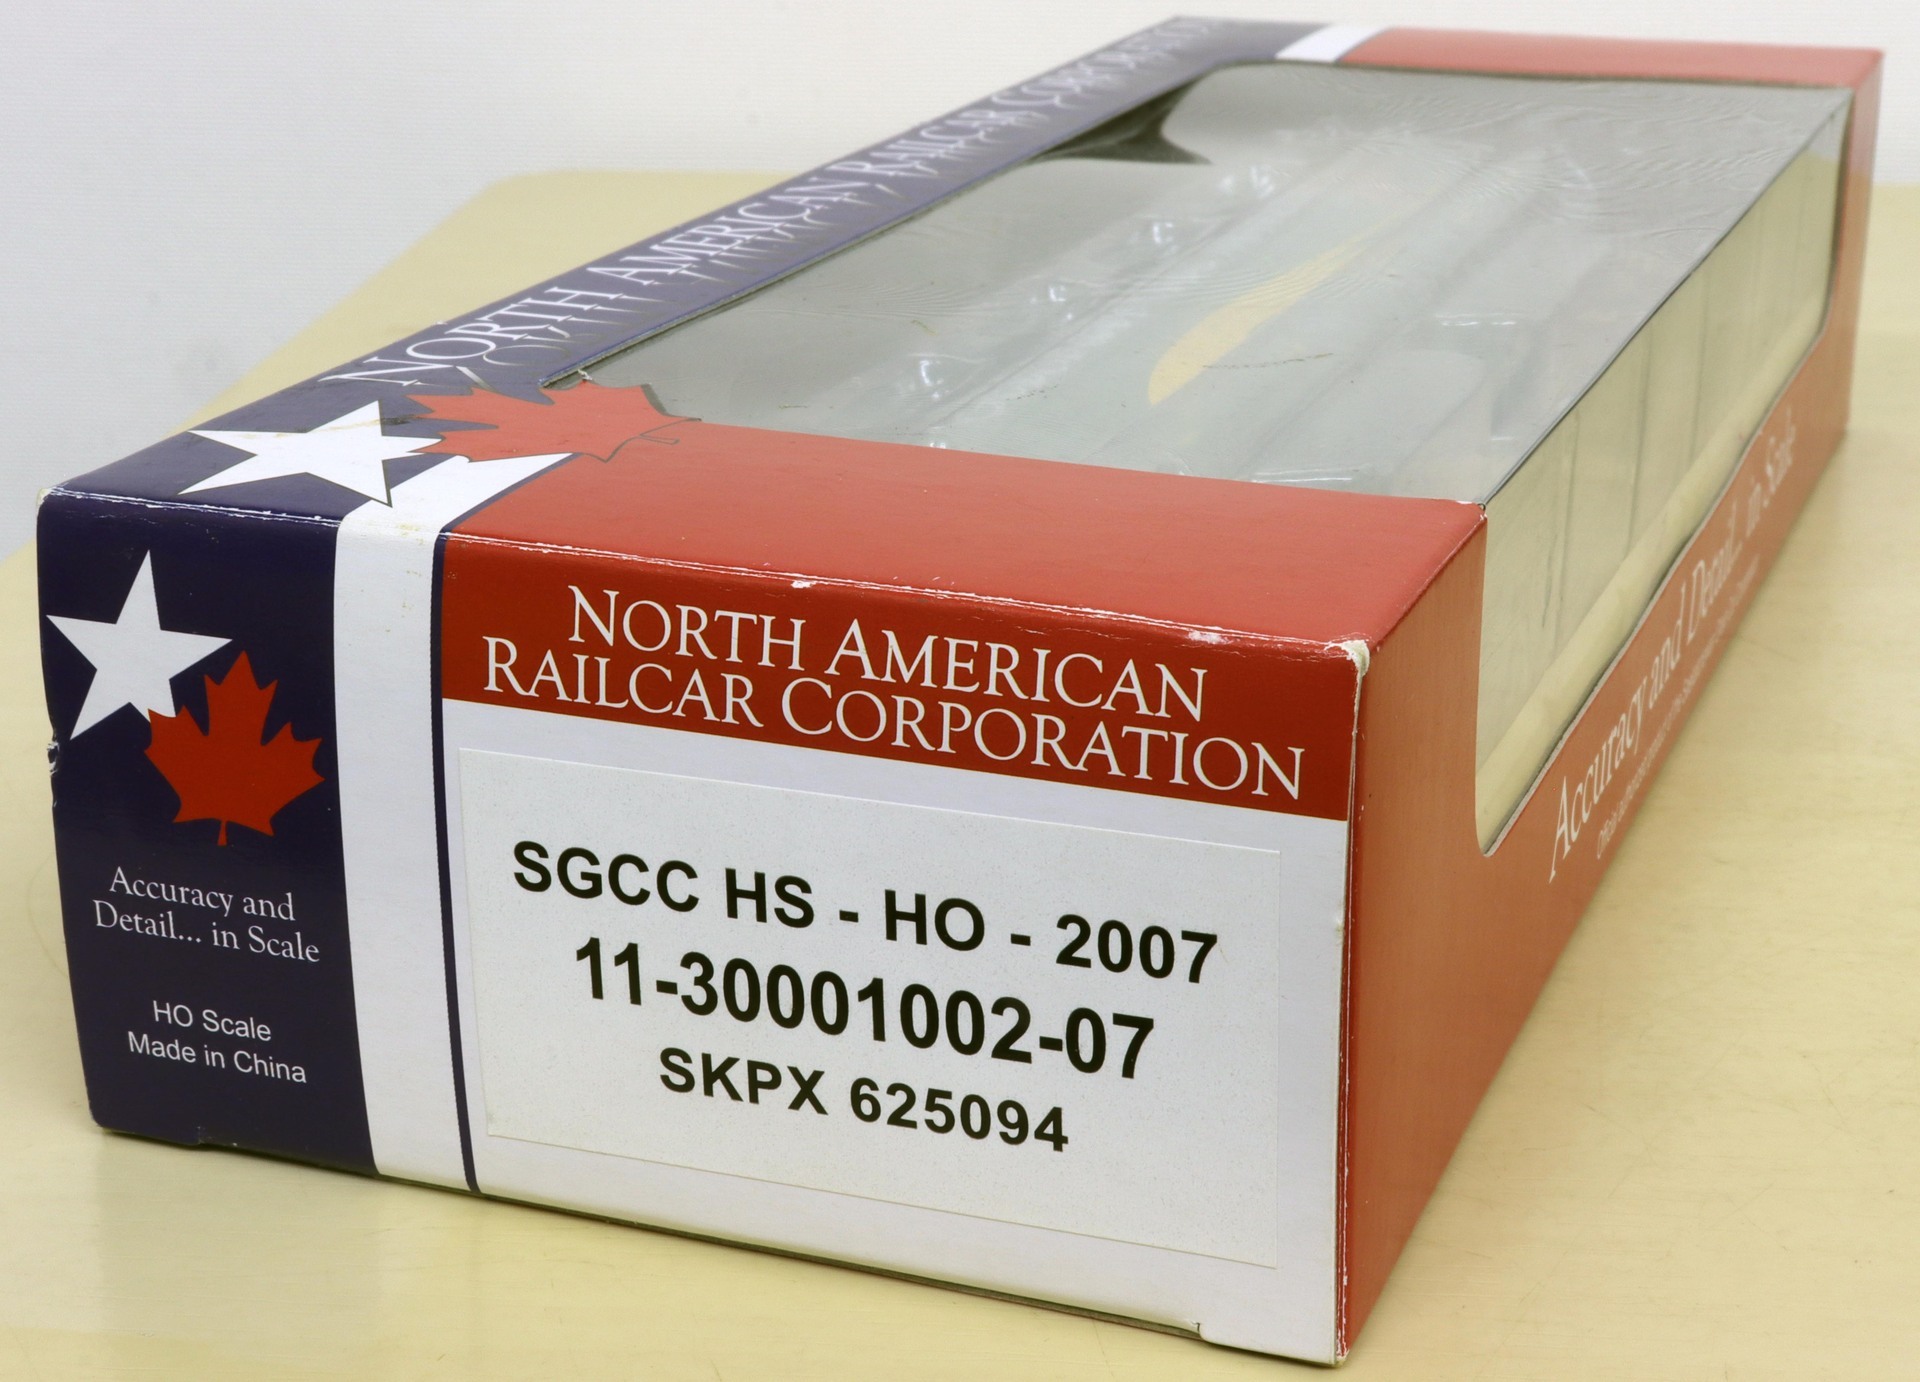 NORTH AMERICAN RAILCAR CORPORATION
NORTH AMERICAN
RAILCAR CORPORATION
SGCC HS - HO - 2007
11-30001002-07
SKPX 625094
Accuracy and
Detail... in Scale
HO Scale
Made in China
Accuracy and Detail... in Scale